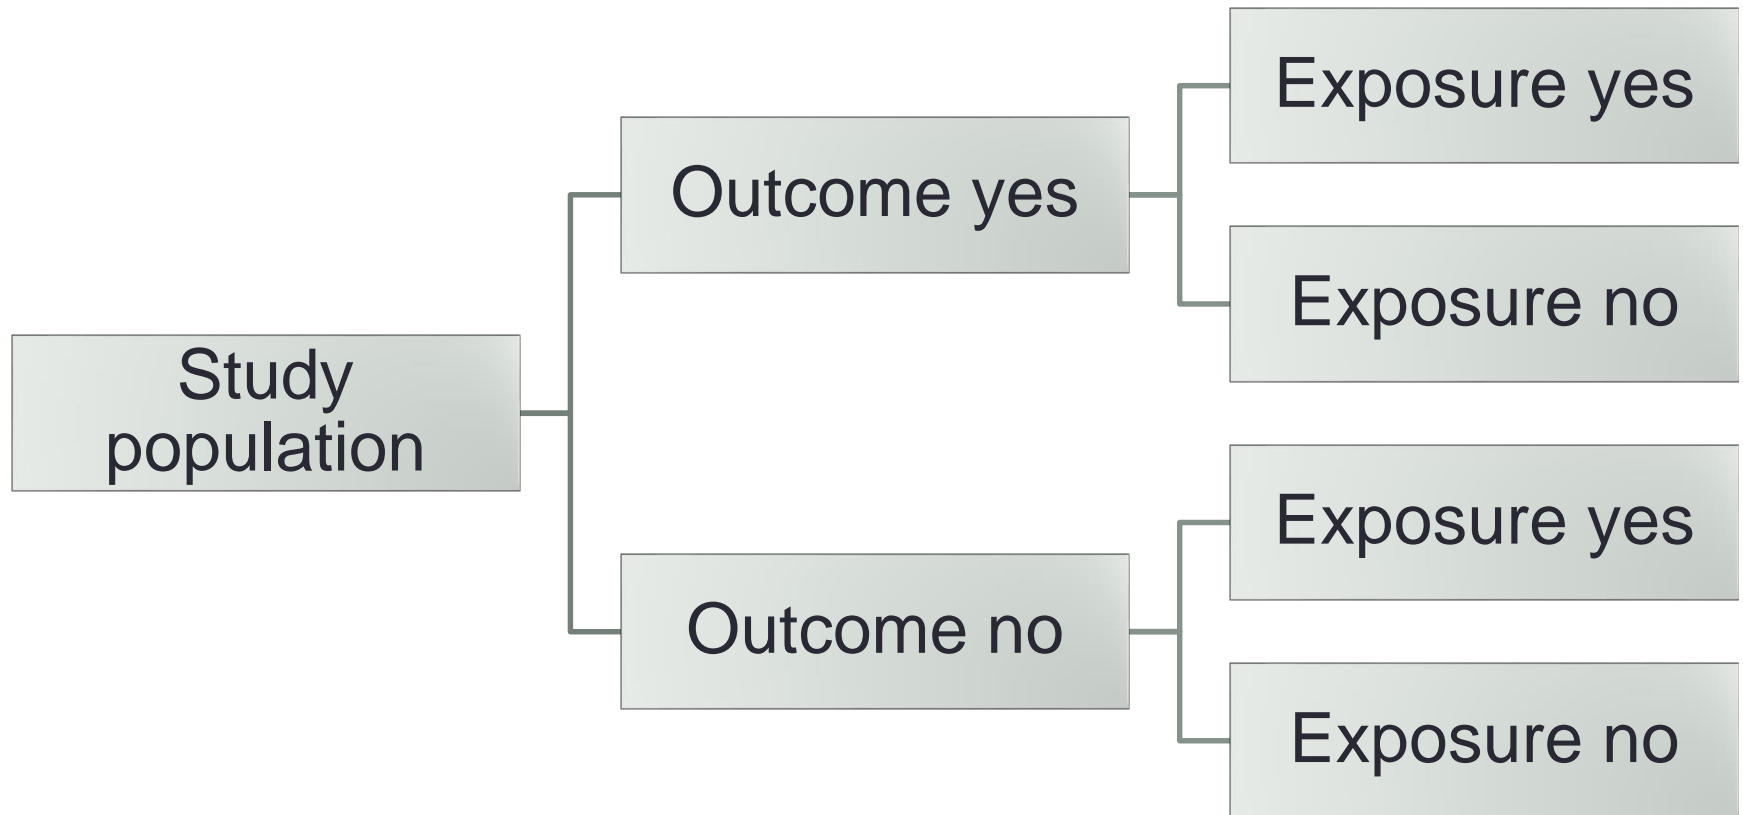 Study
population
Outcome yes
Exposure yes
Exposure no
Outcome no
Exposure yes
Exposure no